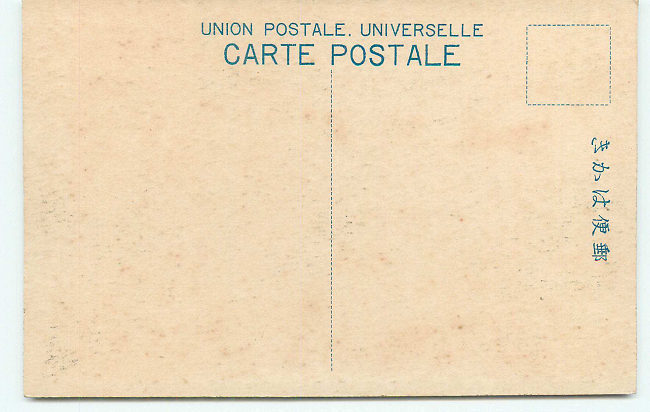 UNION POSTALE. UNIVERSELLE
CARTE POSTALE
郵便はかき